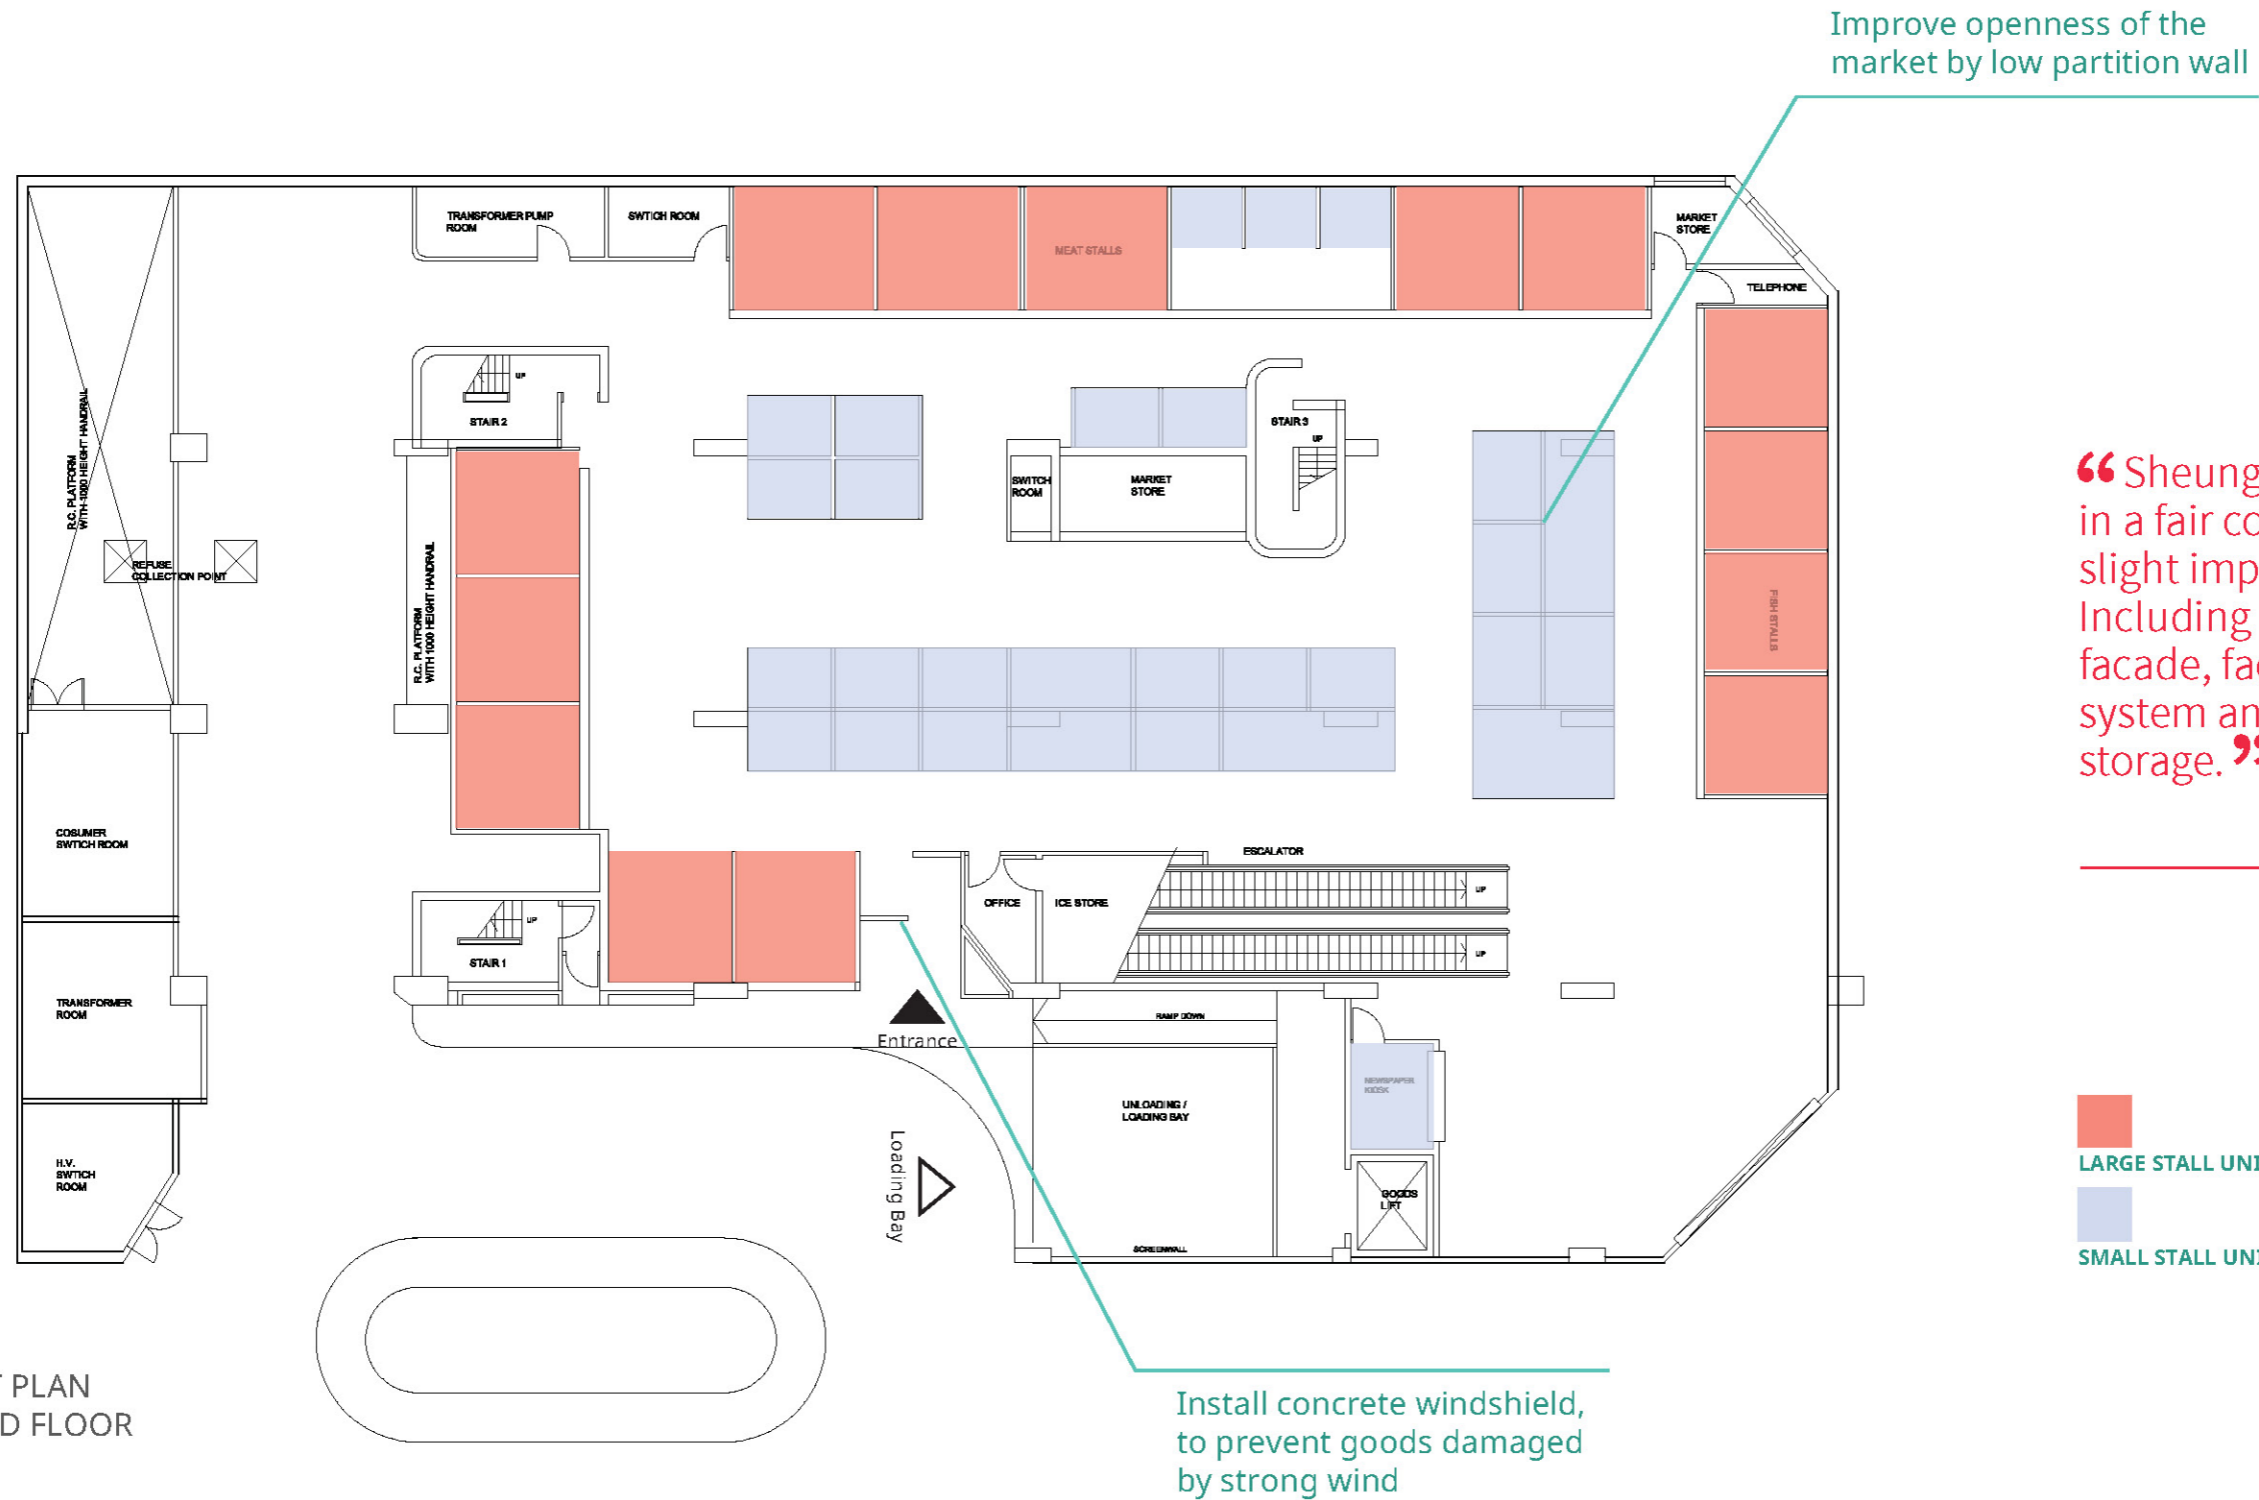 Improve openness of the
market by low partition wall
TRANSFORMER PUMP
ROOM
SWTICH ROOM
MEAT STALLS
MARKET
STORE
TELEPHONE
R.C. PLATFORM
WITH 1000 HEIGHT HANDRAIL
UP
STAIR 2
STAIR 3
UP
SWITCH
ROOM
MARKET
STORE
REFUSE
COLLECTION POINT
R.C. PLATFORM
WITH 1000 HEIGHT HANDRAIL
FISH STALLS
“ Sheung
in a fair co
slight imp
Including
facade, fac
system an
storage. ”
COSUMER
SWTICH ROOM
ESCALATOR
UP
OFFICE
ICE STORE
UP
STAIR 1
UP
TRANSFORMER
ROOM
RAMP DOWN
Entrance
NEWSPAPER
KIOSK
UNLOADING /
LOADING BAY
Loading Bay
H.V.
SWTICH
ROOM
GOODS
LIFT
SCREENWALL
LARGE STALL UNI
SMALL STALL UNI
T PLAN
D FLOOR
Install concrete windshield,
to prevent goods damaged
by strong wind